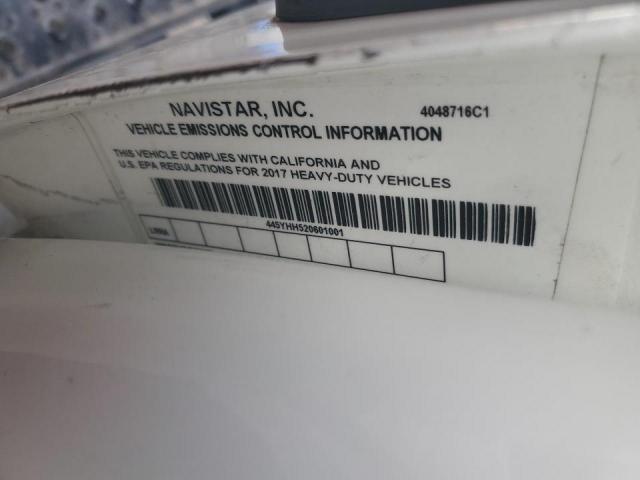 NAVISTAR, INC. 4048716C1
VEHICLE EMISSIONS CONTROL INFORMATION
THIS VEHICLE COMPLIES WITH CALIFORNIA AND
U.S. EPA REGULATIONS FOR 2017 HEAVY-DUTY VEHICLES
445YHH520601001